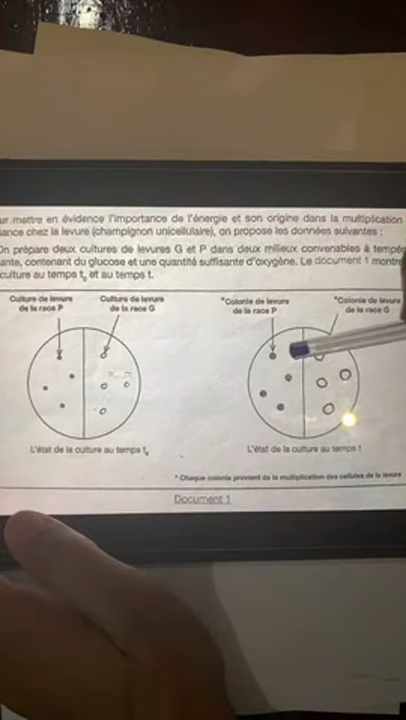 ur mettre en évidence l'importance de l'énergie et son origine dans la multiplication
sance chez la levure (champignon unicellulaire), on propose les données suivantes :
On prépare deux cultures de levures G et P dans deux milieux convenables à tempé
ante, contenant du glucose et une quantité suffisante d'oxygène. Le document 1 montre
culture au temps t₀ et au temps t.
Culture de levure
de la race P
Culture de levure
de la race G
*Colonie de levure
de la race P
*Colonie de levure
de la race G
L'état de la culture au temps t₀
L'état de la culture au temps t
* Chaque colonie provient de la multiplication des cellules de la levure
Document 1